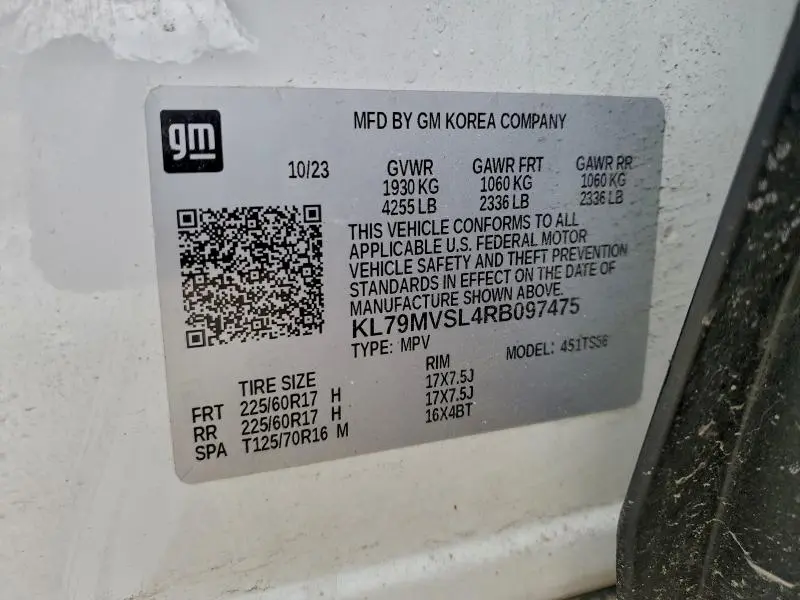 gm
MFD BY GM KOREA COMPANY
10/23 GVWR GAWR FRT GAWR RR
1930 KG 1060 KG 1060 KG
4255 LB 2336 LB 2336 LB
THIS VEHICLE CONFORMS TO ALL
APPLICABLE U.S. FEDERAL MOTOR
VEHICLE SAFETY AND THEFT PREVENTION
STANDARDS IN EFFECT ON THE DATE OF
MANUFACTURE SHOWN ABOVE.
KL79MVSL4RB097475
TYPE: MPV MODEL: 451TS56
TIRE SIZE RIM
FRT 225/60R17 H 17X7.5J
RR 225/60R17 H 17X7.5J
SPA T125/70R16 M 16X4BT